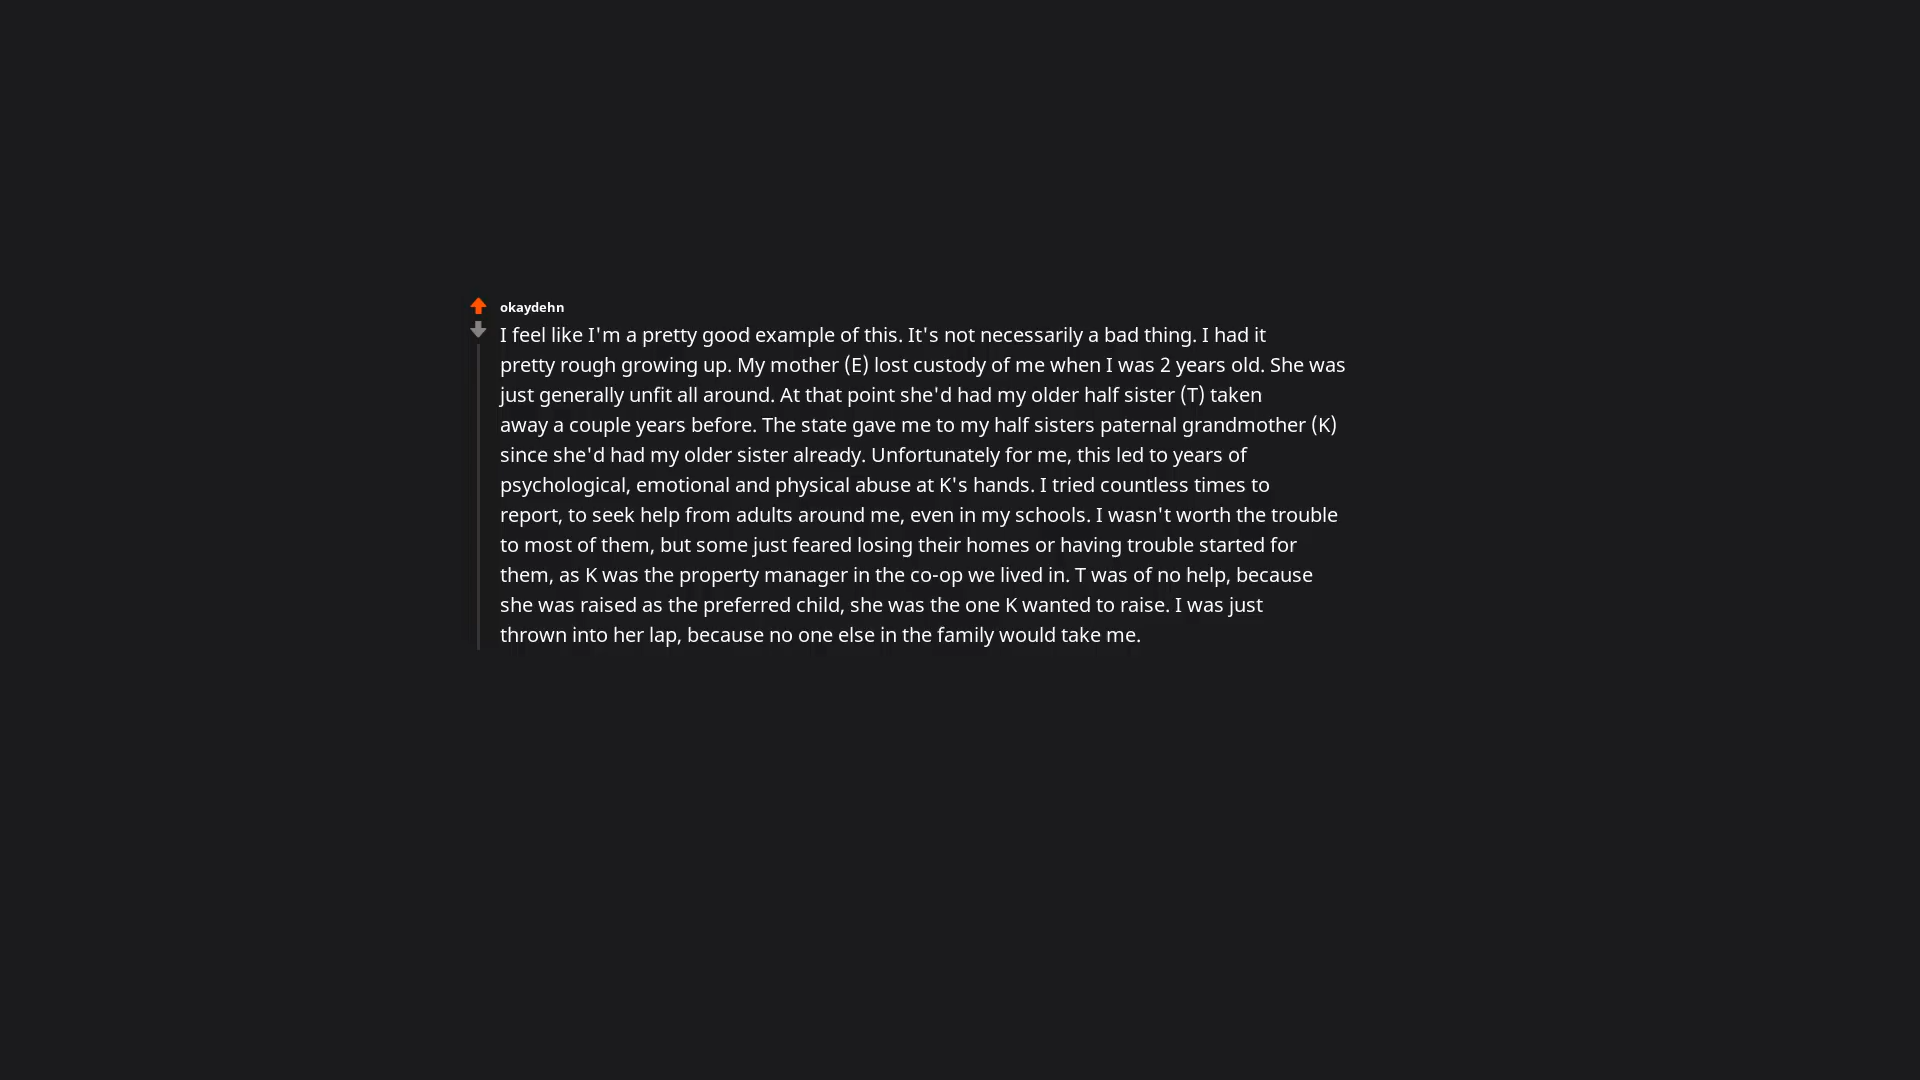 okaydehn
I feel like I'm a pretty good example of this. It's not necessarily a bad thing. I had it
pretty rough growing up. My mother (E) lost custody of me when I was 2 years old. She was
just generally unfit all around. At that point she'd had my older half sister (T) taken
away a couple years before. The state gave me to my half sisters paternal grandmother (K)
since she'd had my older sister already. Unfortunately for me, this led to years of
psychological, emotional and physical abuse at K's hands. I tried countless times to
report, to seek help from adults around me, even in my schools. I wasn't worth the trouble
to most of them, but some just feared losing their homes or having trouble started for
them, as K was the property manager in the co-op we lived in. T was of no help, because
she was raised as the preferred child, she was the one K wanted to raise. I was just
thrown into her lap, because no one else in the family would take me.